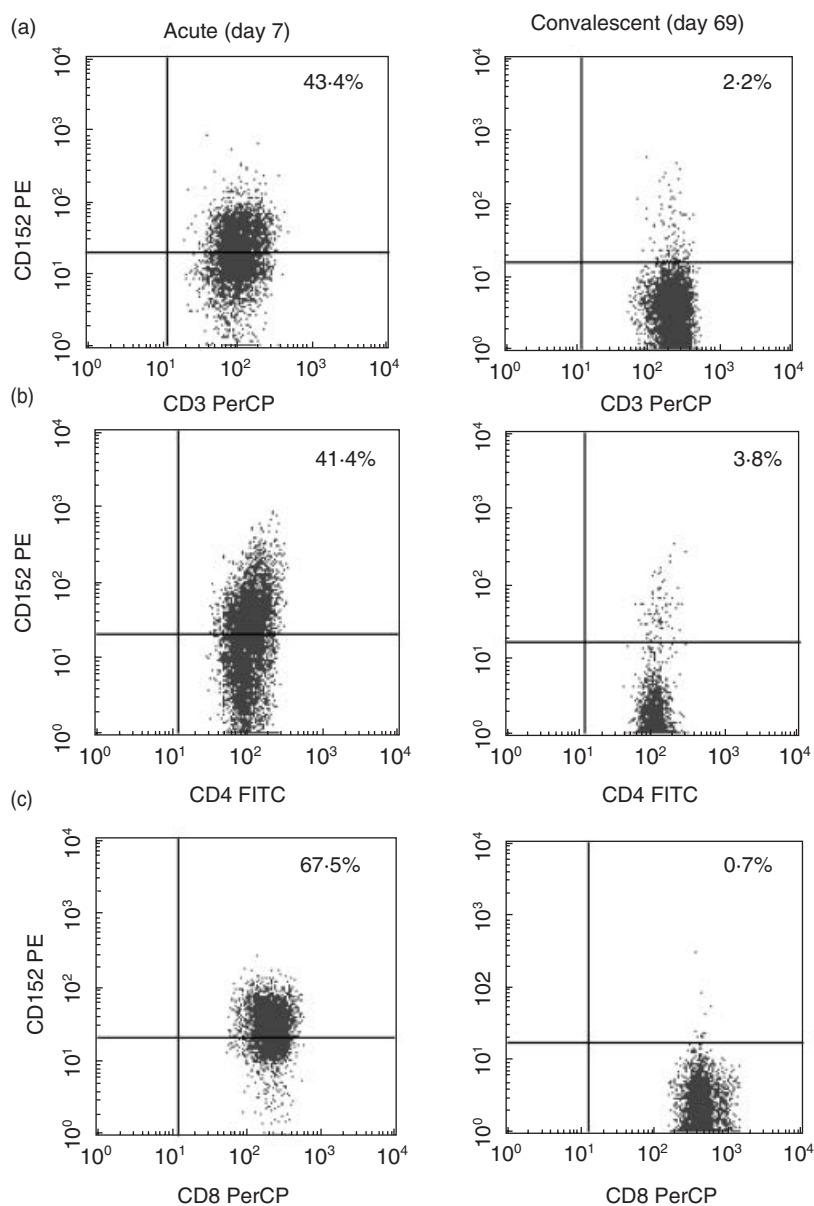 (a)
Acute (day 7)
Convalescent (day 69)
CD152 PE
10⁴
10³
10²
10¹
10⁰
43·4%
10⁰ 10¹ 10² 10³ 10⁴
CD3 PerCP
10⁴
10³
10²
10¹
10⁰
2·2%
10⁰ 10¹ 10² 10³ 10⁴
CD3 PerCP
(b)
CD152 PE
10⁴
10³
10²
10¹
10⁰
41·4%
10⁰ 10¹ 10² 10³ 10⁴
CD4 FITC
10⁴
10³
10²
10¹
10⁰
3·8%
10⁰ 10¹ 10² 10³ 10⁴
CD4 FITC
(c)
CD152 PE
10⁴
10³
10²
10¹
10⁰
67·5%
10⁰ 10¹ 10² 10³ 10⁴
CD8 PerCP
10⁴
10³
102
10¹
10⁰
0·7%
10⁰ 10¹ 10² 10³ 10⁴
CD8 PerCP